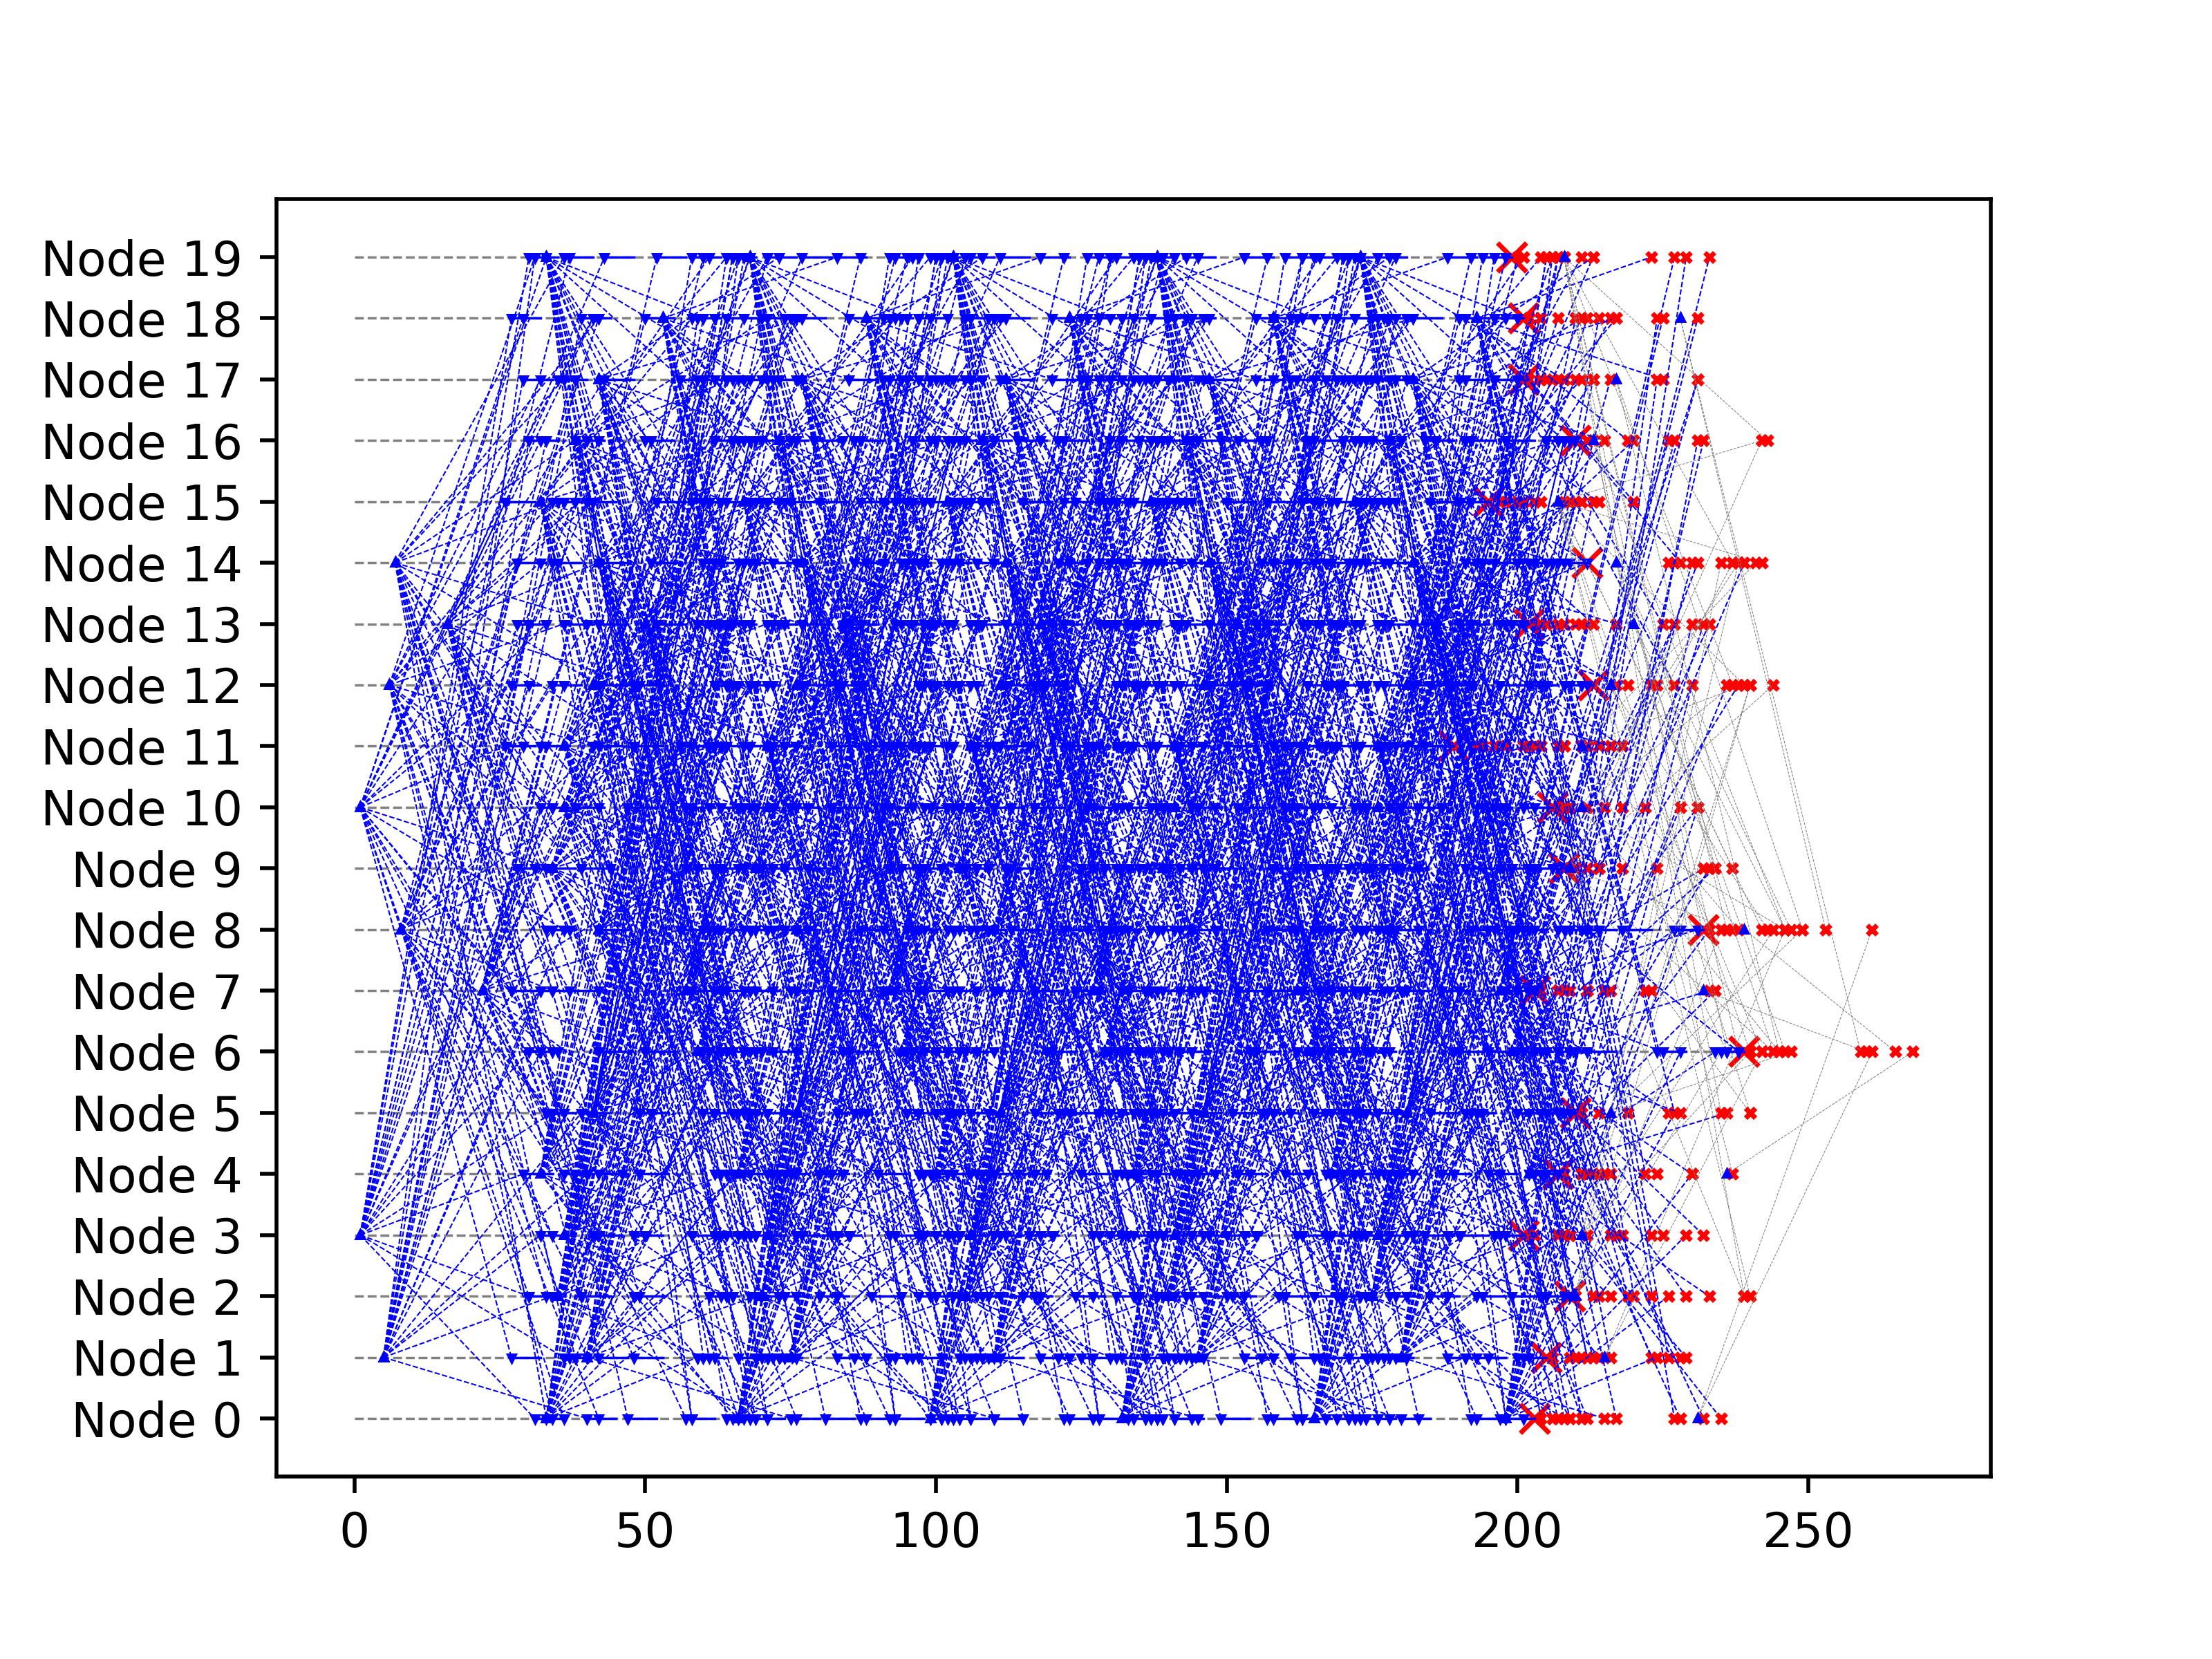 Node 19
Node 18
Node 17
Node 16
Node 15
Node 14
Node 13
Node 12
Node 11
Node 10
Node 9
Node 8
Node 7
Node 6
Node 5
Node 4
Node 3
Node 2
Node 1
Node 0
0 50 100 150 200 250